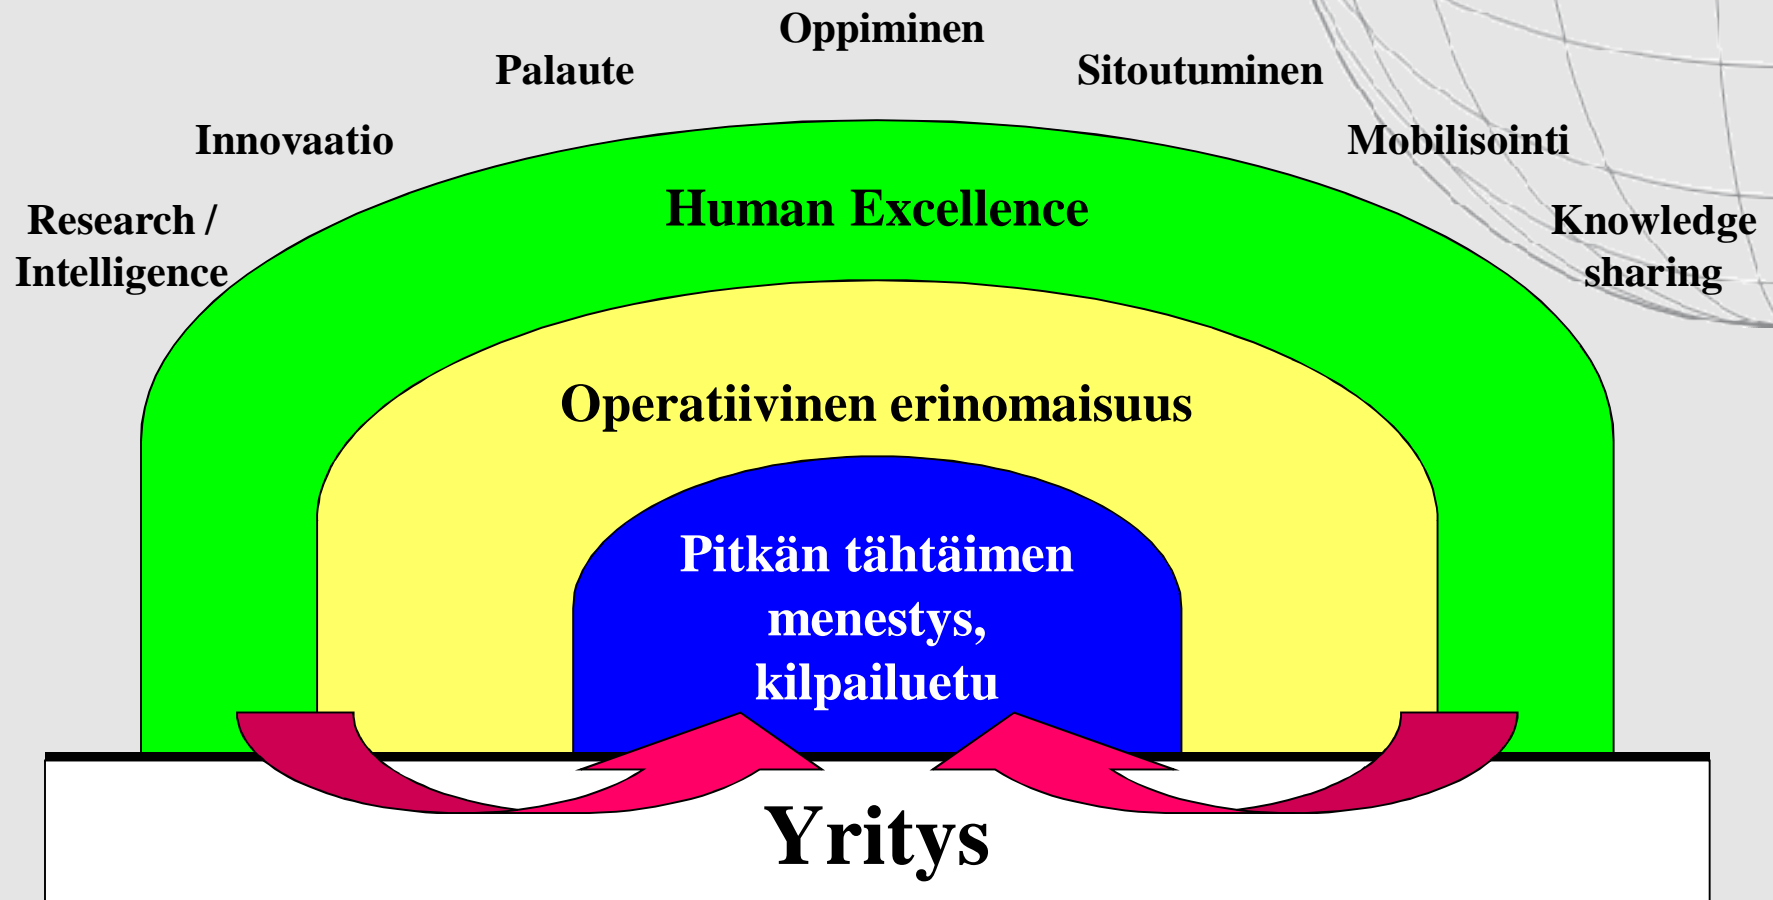 Oppiminen
Palaute
Sitoutuminen
Innovaatio
Mobilisointi
Research /
Intelligence
Knowledge
sharing
Human Excellence
Operatiivinen erinomaisuus
Pitkän tähtäimen
menestys,
kilpailuetu
Yritys